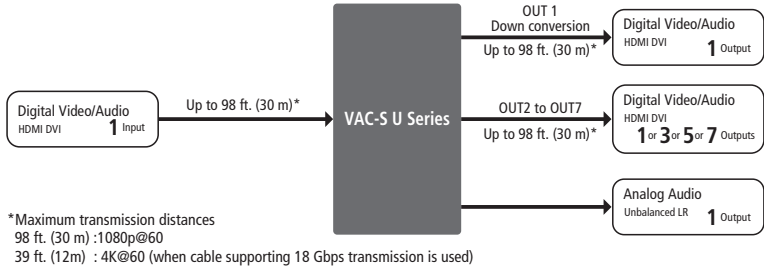 OUT 1
Down conversion
Up to 98 ft. (30 m)*
Digital Video/Audio
HDMI DVI 1 Output
Digital Video/Audio
HDMI DVI 1 Input
Up to 98 ft. (30 m)*
VAC-S U Series
OUT2 to OUT7
Up to 98 ft. (30 m)*
Digital Video/Audio
HDMI DVI
1 or 3 or 5 or 7 Outputs
Analog Audio
Unbalanced LR 1 Output
*Maximum transmission distances
98 ft. (30 m) :1080p@60
39 ft. (12m) : 4K@60 (when cable supporting 18 Gbps transmission is used)